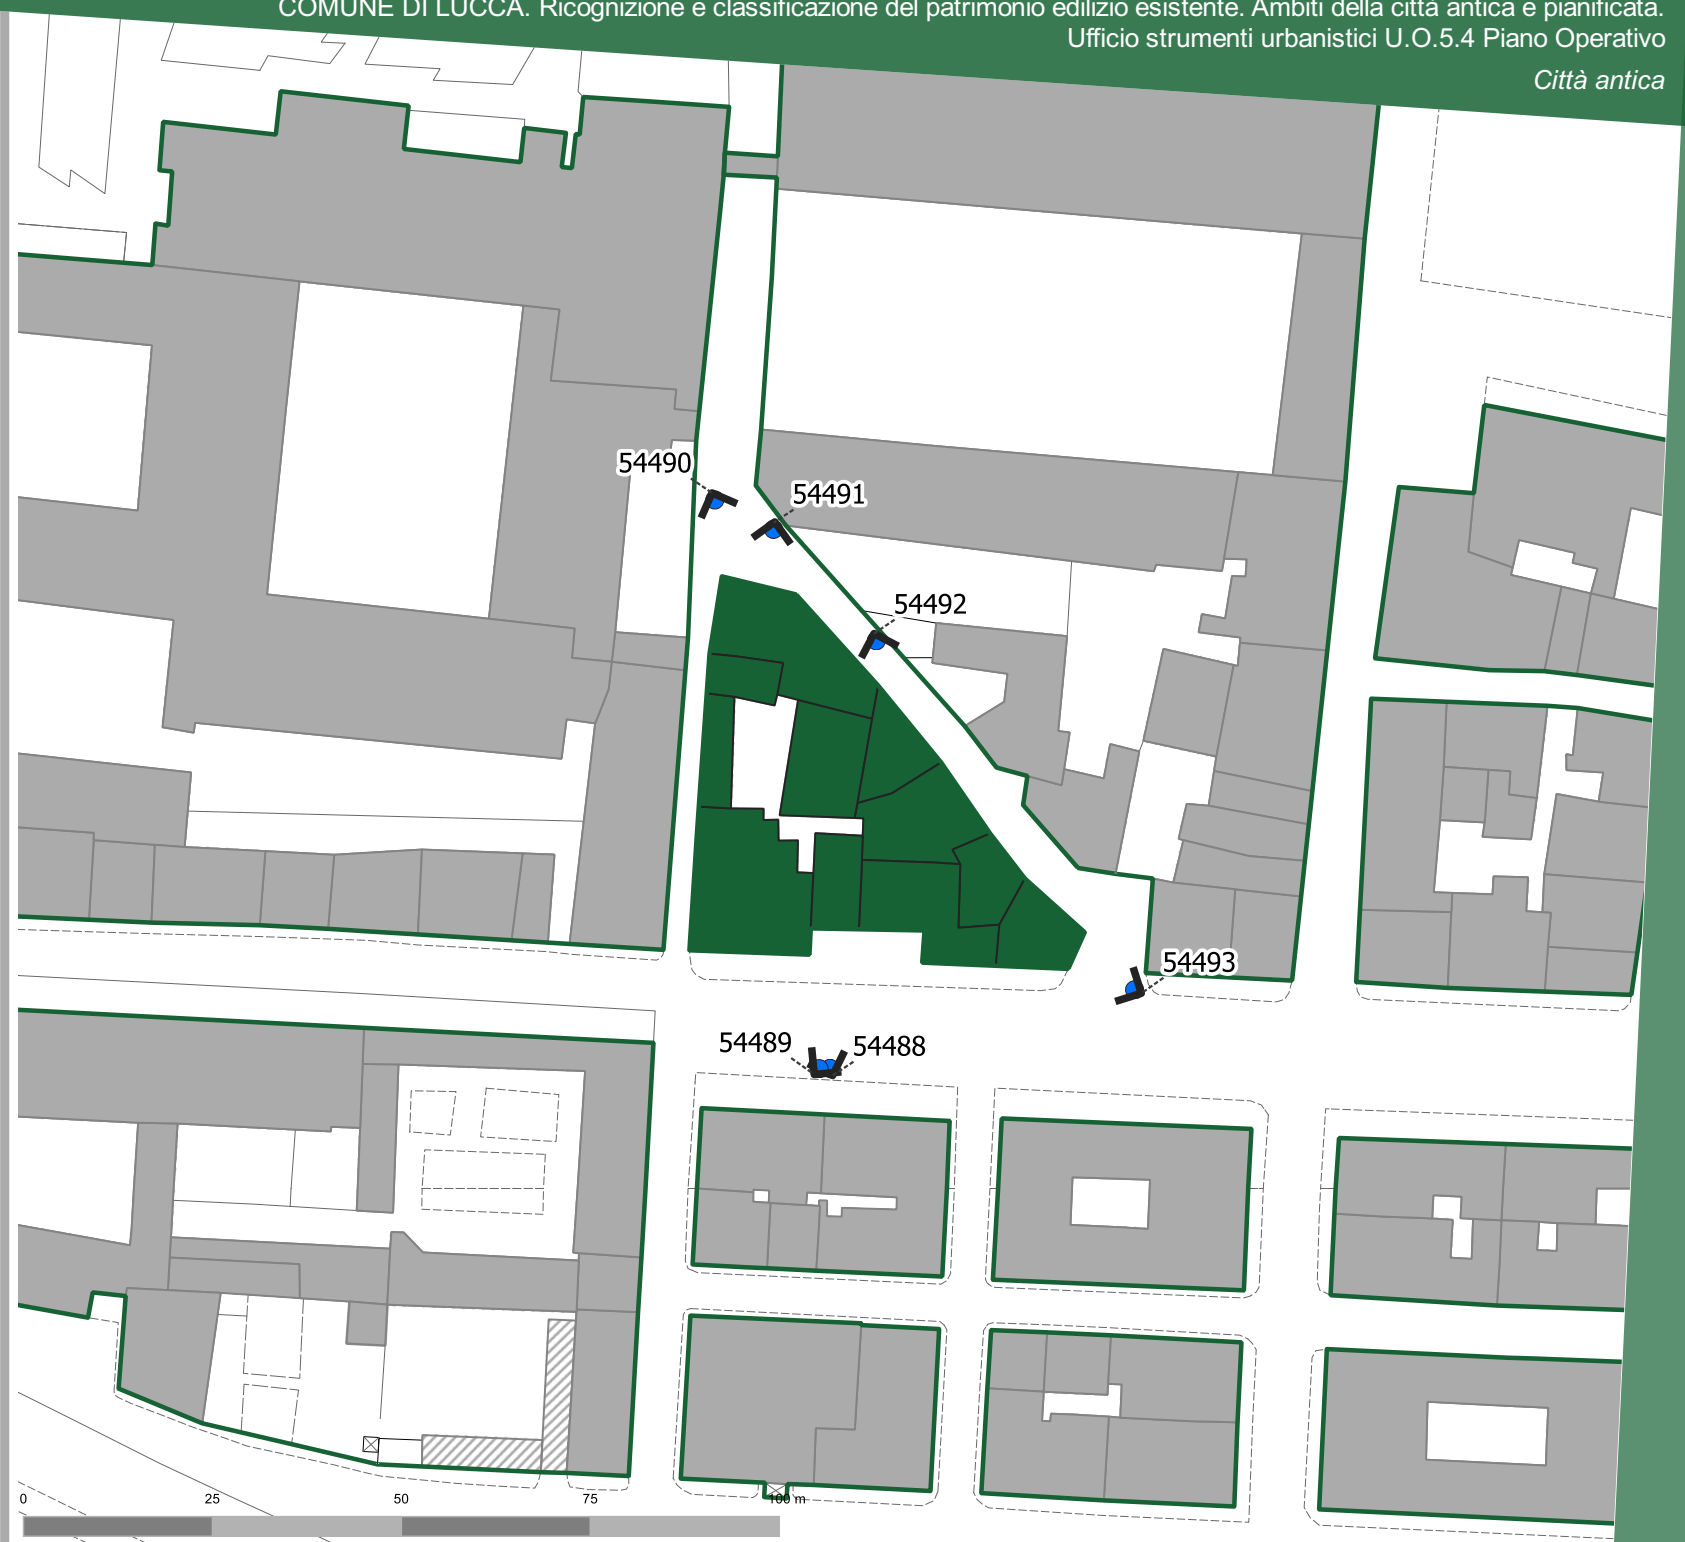 COMUNE DI LUCCA. Ricognizione e classificazione del patrimonio edilizio esistente. Ambiti della città antica e pianificata.
Ufficio strumenti urbanistici U.O.5.4 Piano Operativo
Città antica
54490
54491
54492
54493
54489
54488
0 25 50 75 100 m